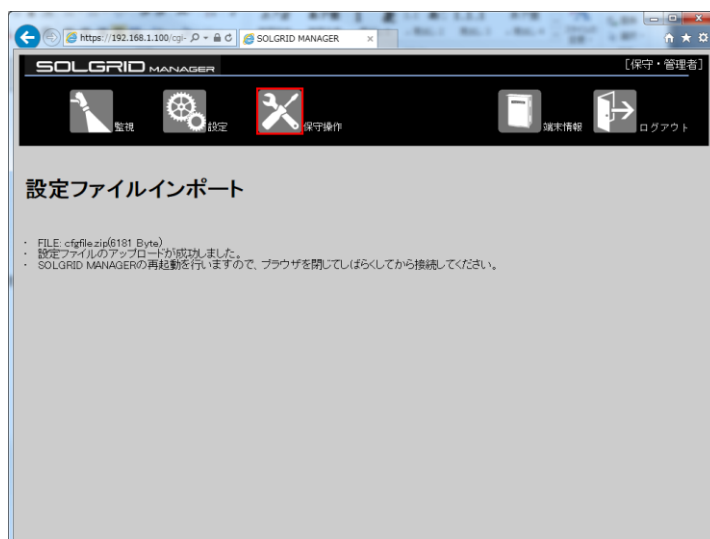 https://192.168.1.100/cgi-
SOLGRID MANAGER
SOLGRID MANAGER
[保守・管理者]
監視
設定
保守操作
端末情報
ログアウト
設定ファイルインポート
・ FILE: cfgfile.zip(6181 Byte)
・ 設定ファイルのアップロードが成功しました。
・ SOLGRID MANAGERの再起動を行いますので、ブラウザを閉じてしばらくしてから接続してください。